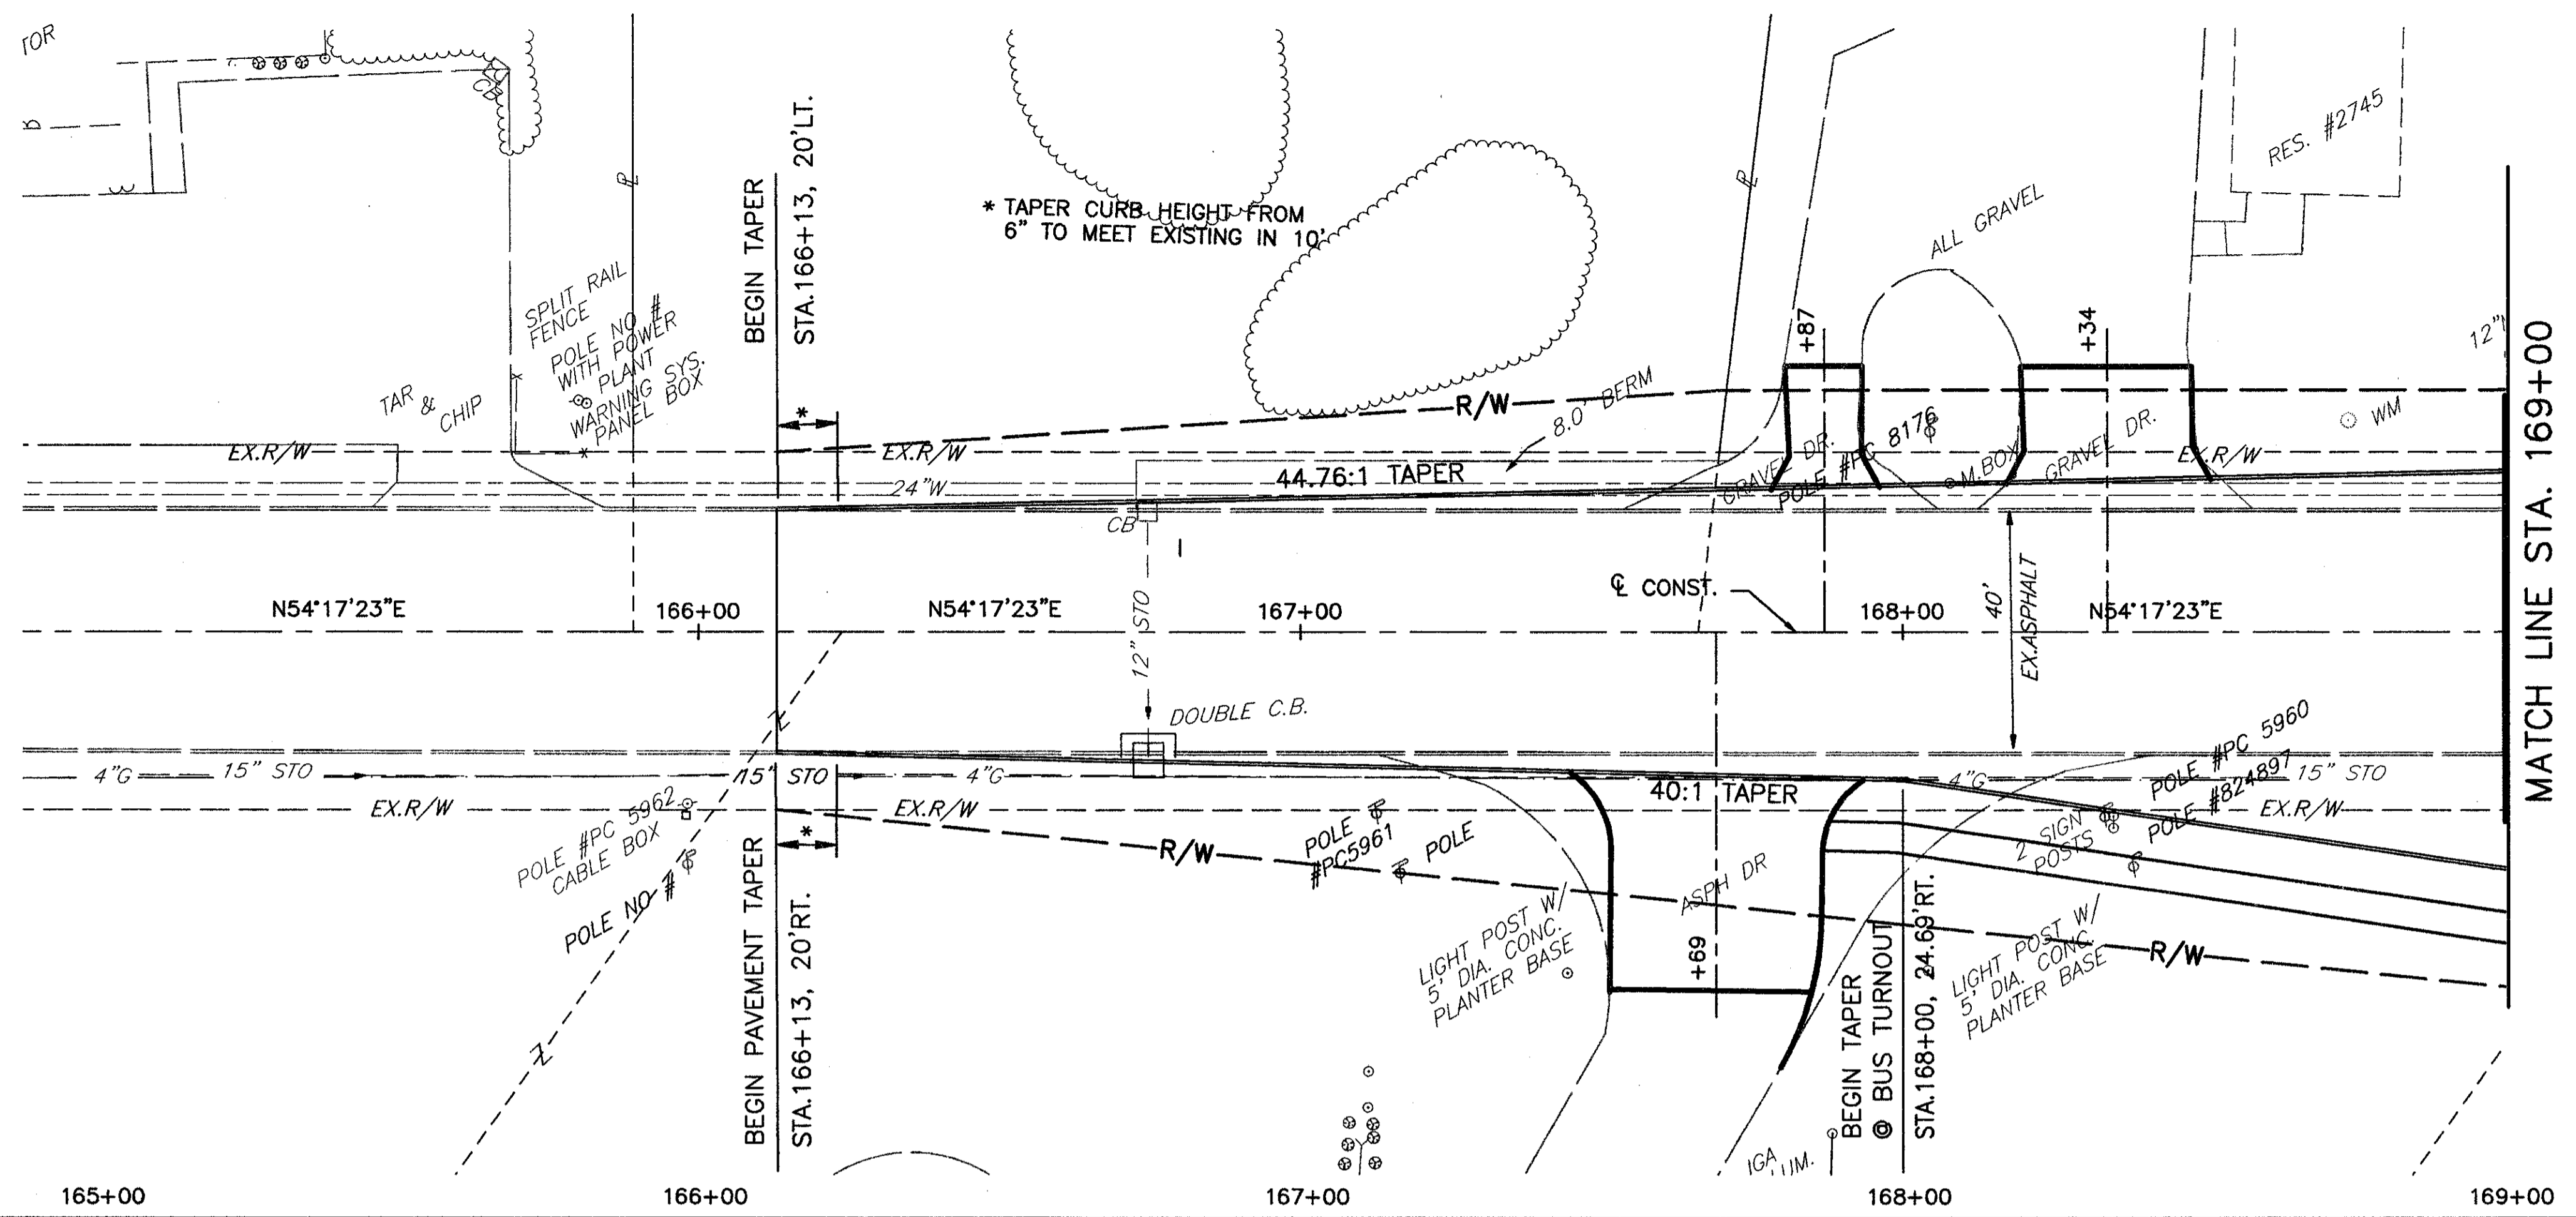 BEGIN TAPER
STA.166+13, 20'LT.
* TAPER CURB HEIGHT FROM
6" TO MEET EXISTING IN 10'
RES. #2745
ALL GRAVEL
SPLIT RAIL
FENCE
POLE NO #
WITH POWER
PLANT
WARNING SYS.
PANEL BOX
TAR &
CHIP
+87
+34
12"
MATCH LINE STA. 169+00
*
R/W
8.0' BERM
WM
EX.R/W
EX.R/W
EX.R/W
44.76:1 TAPER
24"W
GRAVEL DR.
POLE #PC 8176
M.BOX
GRAVEL DR.
CB
12" STO
℄ CONST.
40'
EX.ASPHALT
N54°17'23"E
166+00
N54°17'23"E
167+00
168+00
N54°17'23"E
DOUBLE C.B.
4"G
15" STO
15" STO
4"G
4"G
15" STO
40:1 TAPER
EX.R/W
EX.R/W
EX.R/W
POLE #PC 5960
POLE #824897
2 SIGN
POSTS
POLE #PC 5962
CABLE BOX
POLE NO #
*
R/W
POLE
#PC5961
POLE
ASPH DR
+69
LIGHT POST W/
5' DIA. CONC.
PLANTER BASE
LIGHT POST W/
5' DIA. CONC.
PLANTER BASE
R/W
BEGIN PAVEMENT TAPER
STA.166+13, 20'RT.
BEGIN TAPER
@ BUS TURNOUT
STA.168+00, 24.69'RT.
IGA
165+00
166+00
167+00
168+00
169+00